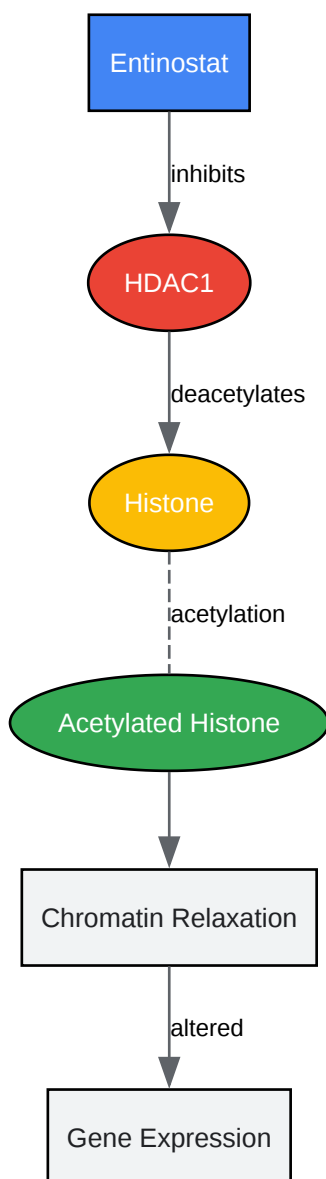 Entinostat
inhibits
HDAC1
deacetylates
Histone
acetylation
Acetylated Histone
Chromatin Relaxation
altered
Gene Expression